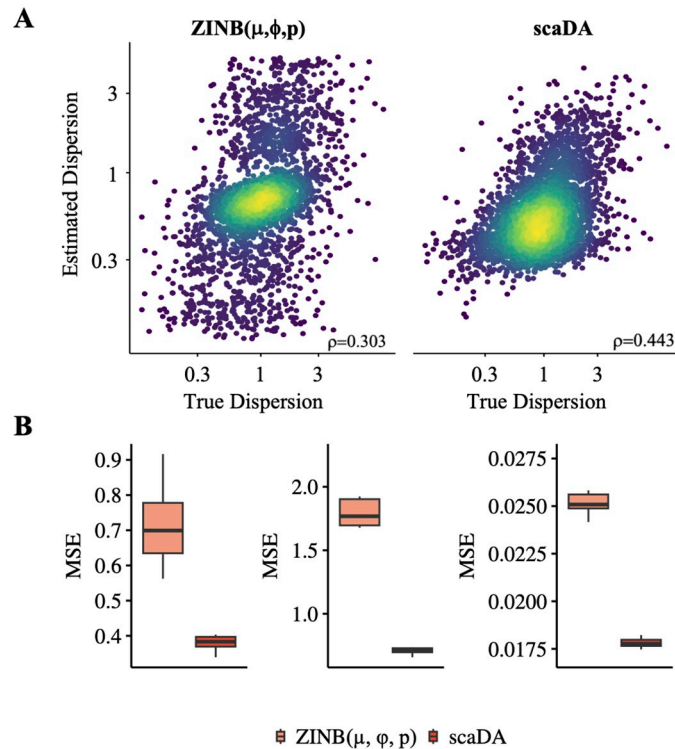 A
ZINB(μ,ϕ,p)
scaDA
Estimated Dispersion
3
1
0.3
ρ=0.303
ρ=0.443
0.3 1 3
0.3 1 3
True Dispersion
True Dispersion
B
MSE
0.9
0.8
0.7
0.6
0.5
0.4
MSE
2.0
1.5
1.0
MSE
0.0275
0.0250
0.0225
0.0200
0.0175
ZINB(μ, φ, p) scaDA